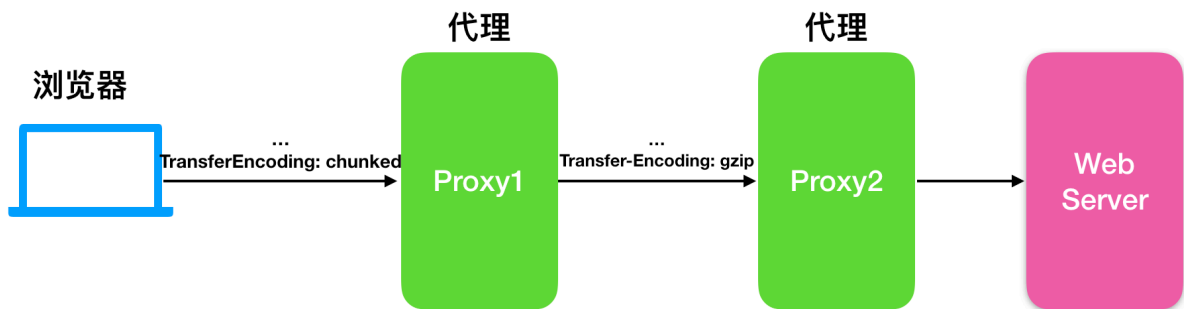 代理
代理
浏览器
...
TransferEncoding: chunked
...
Transfer-Encoding: gzip
Proxy1
Proxy2
Web
Server